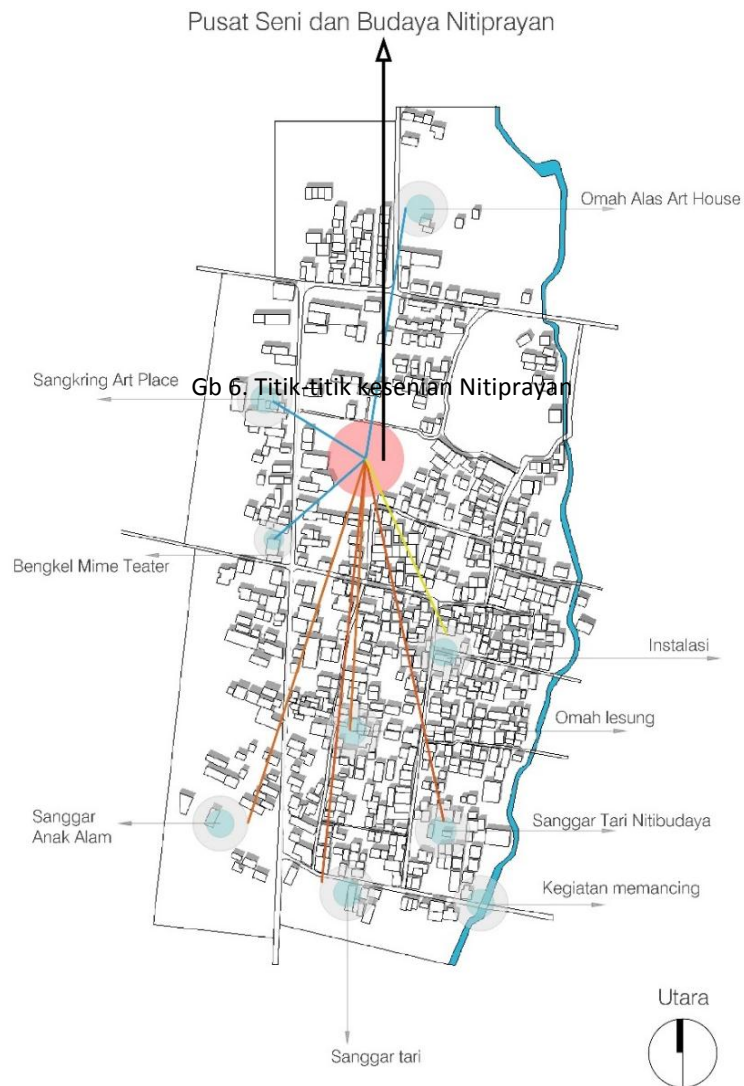 Pusat Seni dan Budaya Nitiprayan
Omah Alas Art House
Sangkring Art Place
Gb 6. Titik-titik kesenian Nitiprayan
Bengkel Mime Teater
Instalasi
Omah lesung
Sanggar
Anak Alam
Sanggar Tari Nitibudaya
Kegiatan memancing
Utara
Sanggar tari